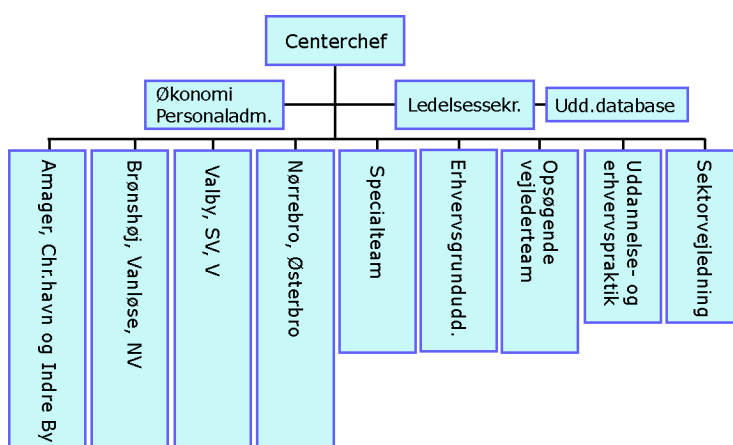 Centerchef
Økonomi
Personaladm.
Ledelsessekr.
Udd.database
Amager, Chr.havn og Indre By
Brønshøj, Vanløse, NV
Valby, SV, V
Nørrebro, Østerbro
Specialteam
Erhvervsgrundudd.
Opsøgende
vejlederteam
Uddannelse- og
erhvervspraktik
Sektorvejledning